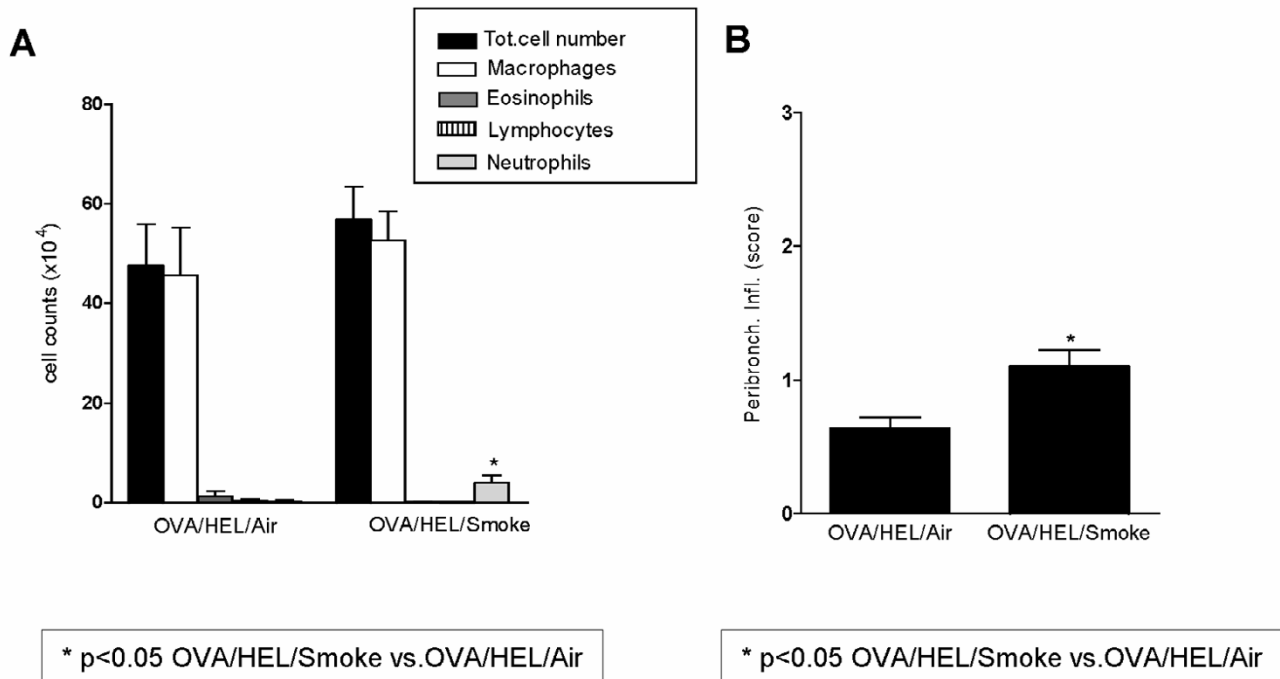 A
Tot.cell number
Macrophages
Eosinophils
Lymphocytes
Neutrophils
cell counts (x10⁴)
80
60
40
20
0
*
OVA/HEL/Air
OVA/HEL/Smoke
* p<0.05 OVA/HEL/Smoke vs.OVA/HEL/Air
B
Peribronch. Infl. (score)
3
2
1
0
*
OVA/HEL/Air
OVA/HEL/Smoke
* p<0.05 OVA/HEL/Smoke vs.OVA/HEL/Air